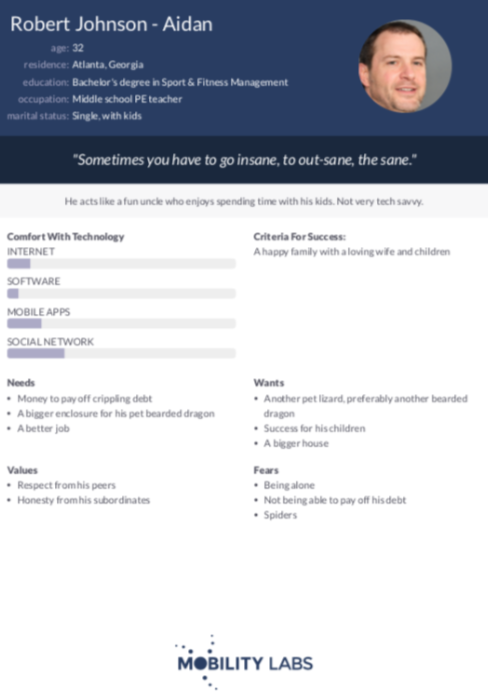 Robert Johnson - Aidan
age: 32
residence: Atlanta, Georgia
education: Bachelor's degree in Sport & Fitness Management
occupation: Middle school PE teacher
marital status: Single, with kids
"Sometimes you have to go insane, to out-sane, the sane."
He acts like a fun uncle who enjoys spending time with his kids. Not very tech savvy.
Comfort With Technology
INTERNET
SOFTWARE
MOBILE APPS
SOCIAL NETWORK
Criteria For Success:
A happy family with a loving wife and children
Needs
• Money to pay off crippling debt
• A bigger enclosure for his pet bearded dragon
• A better job
Wants
• Another pet lizard, preferably another bearded
dragon
• Success for his children
• A bigger house
Values
• Respect from his peers
• Honesty from his subordinates
Fears
• Being alone
• Not being able to pay off his debt
• Spiders
MOBILITY LABS